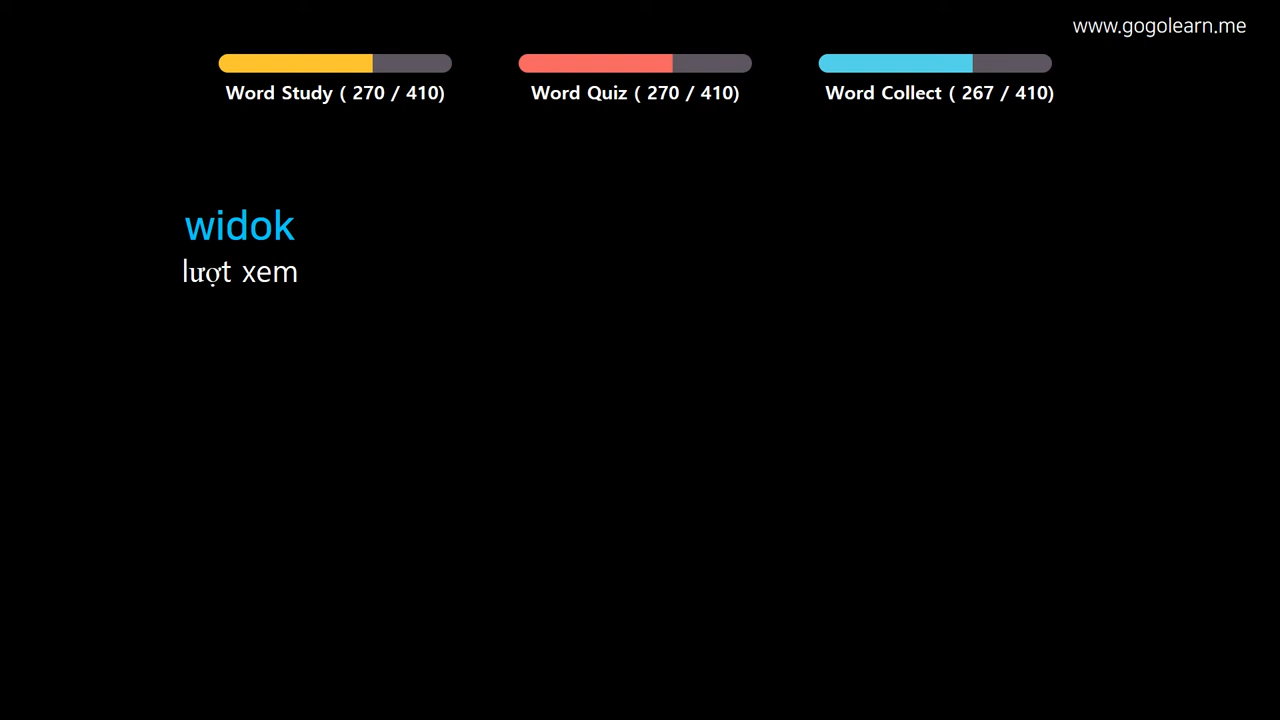 www.gogolearn.me
Word Study ( 270 / 410)
Word Quiz ( 270 / 410)
Word Collect ( 267 / 410)
widok
lượt xem